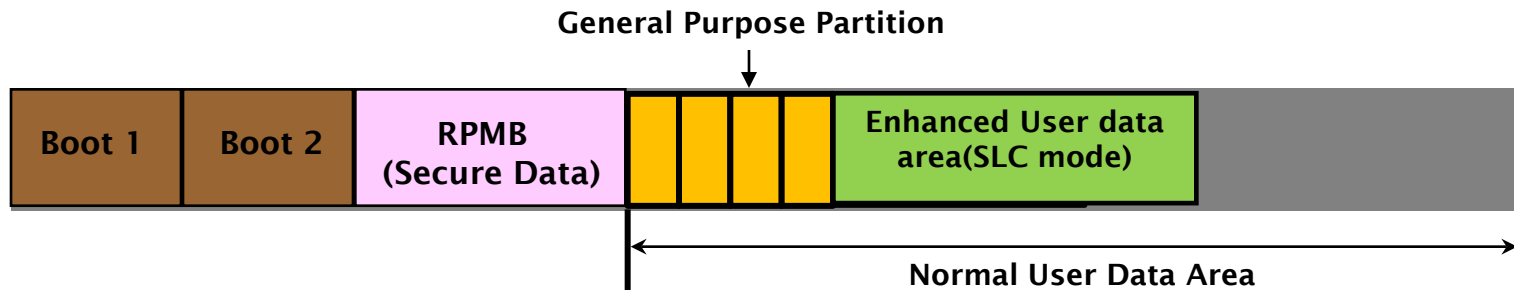 General Purpose Partition
Boot 1
Boot 2
RPMB
(Secure Data)
Enhanced User data
area(SLC mode)
Normal User Data Area